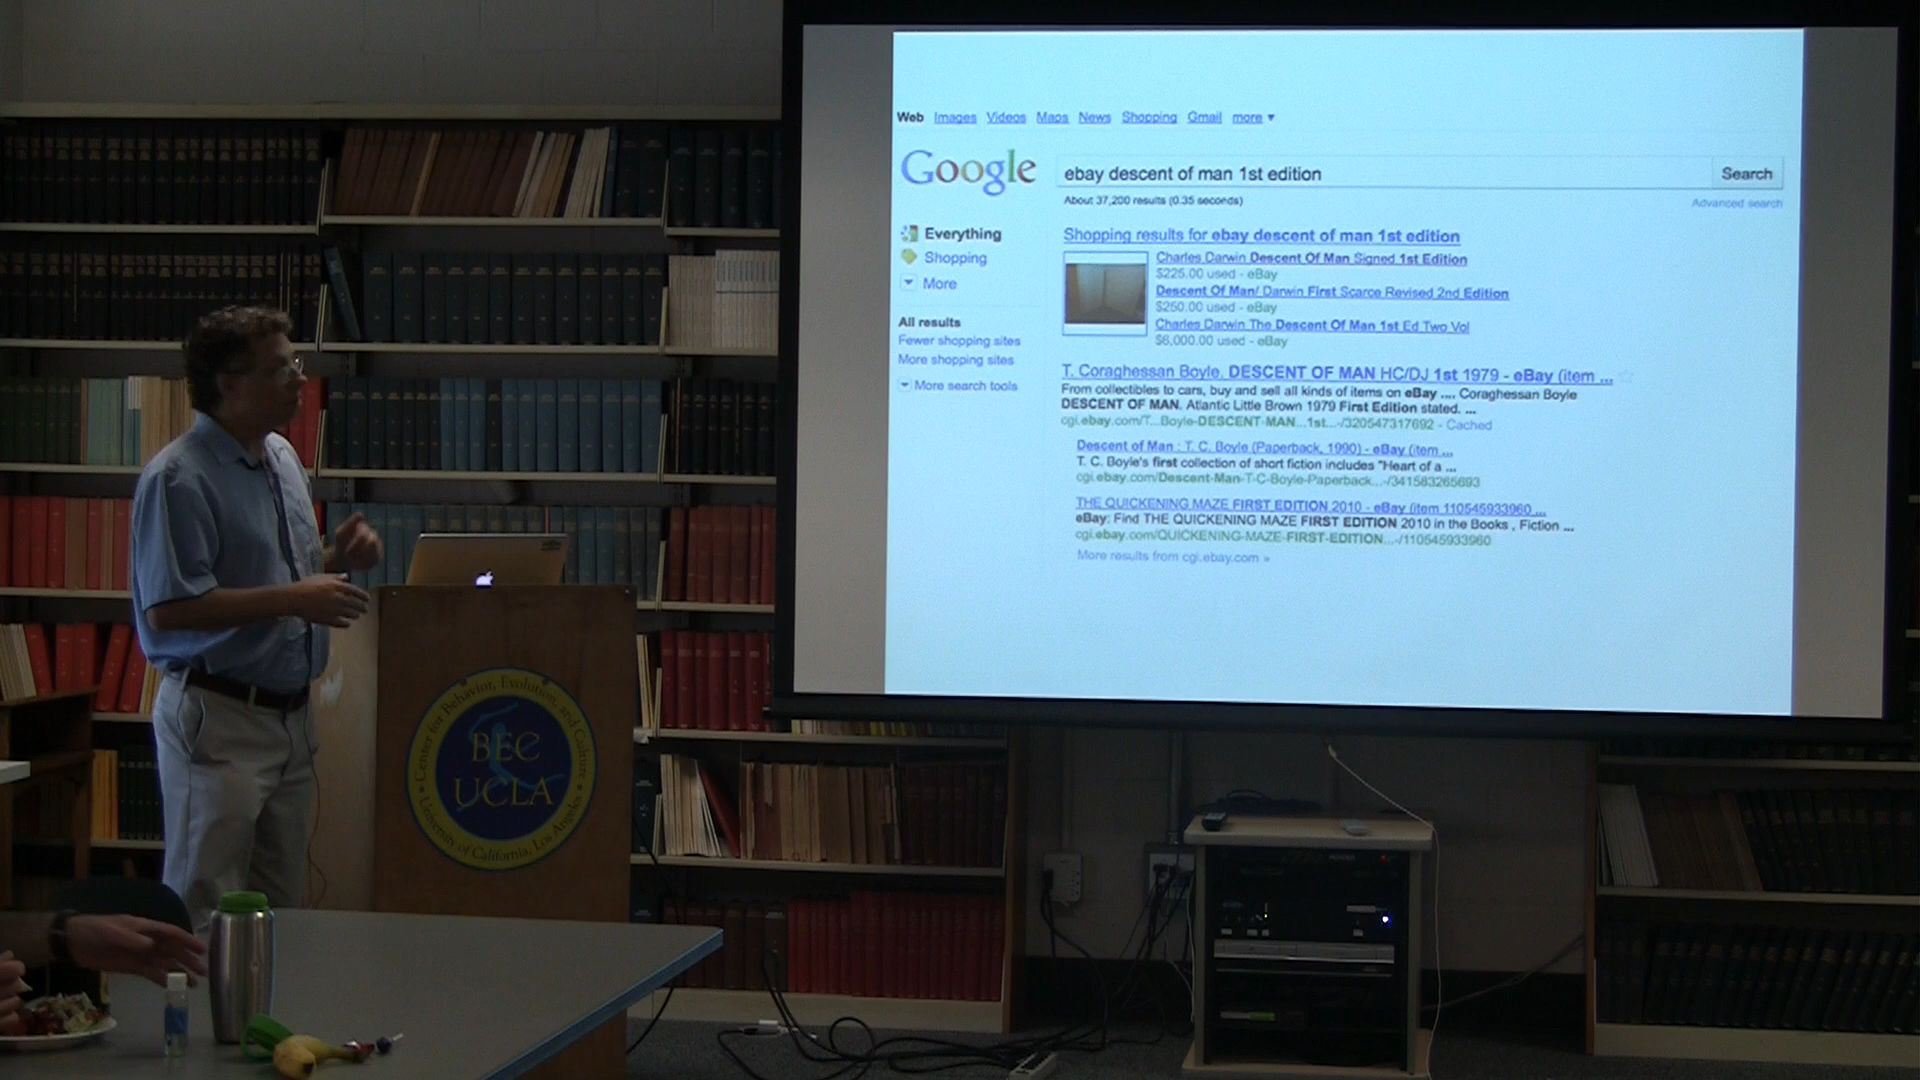 Web Images Videos Maps News Shopping Gmail more
Google
ebay descent of man 1st edition
Search
About 37,200 results (0.35 seconds)
Advanced search
Everything
Shopping
More
All results
Fewer shopping sites
More shopping sites
More search tools
Shopping results for ebay descent of man 1st edition
Charles Darwin Descent Of Man Signed 1st Edition
$225.00 used - eBay
Descent Of Man/ Darwin First Scarce Revised 2nd Edition
$250.00 used - eBay
Charles Darwin The Descent Of Man 1st Ed Two Vol
$6,000.00 used - eBay
T. Coraghessan Boyle, DESCENT OF MAN HC/DJ 1st 1979 - eBay (item ...
From collectibles to cars, buy and sell all kinds of items on eBay .... Coraghessan Boyle
DESCENT OF MAN. Atlantic Little Brown 1979 First Edition stated. ...
cgi.ebay.com/T...Boyle-DESCENT-MAN...1st...-/320547317692 - Cached
Descent of Man : T. C. Boyle (Paperback, 1990) - eBay (item ...
T. C. Boyle's first collection of short fiction includes "Heart of a ...
cgi.ebay.com/Descent-Man-T-C-Boyle-Paperback...-/341583265693
THE QUICKENING MAZE FIRST EDITION 2010 - eBay (item 110545933960 ...
eBay: Find THE QUICKENING MAZE FIRST EDITION 2010 in the Books , Fiction ...
cgi.ebay.com/QUICKENING-MAZE-FIRST-EDITION...-/110545933960
More results from cgi.ebay.com »
Center for Behavior, Evolution, and Culture
BEC
UCLA
University of California, Los Angeles